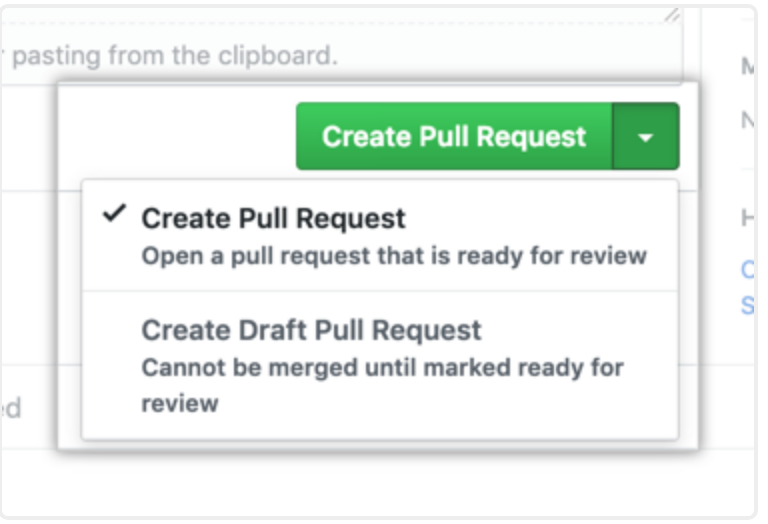 pasting from the clipboard.
Create Pull Request
Create Pull Request
Open a pull request that is ready for review
Create Draft Pull Request
Cannot be merged until marked ready for
review